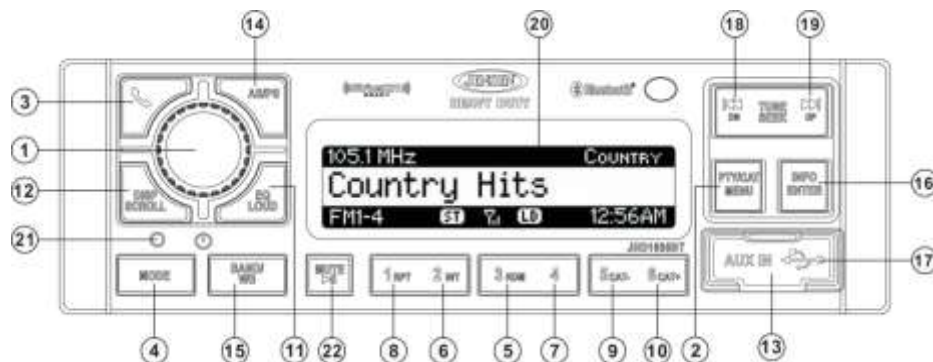 14
20
18
19
3
AMPS
JENSEN
HEAVY DUTY
Bluetooth
TUNE
SEEK
DN
UP
1
105.1 MHz COUNTRY
Country Hits
FM1-4 ST LD 12:56AM
12
DISP
SCROLL
EQ
LOUD
PTY/CAT
MENU
INFO
ENTER
16
21
MODE
BAND/
WB
MUTE
1 RPT 2 INT
3 RDM 4
5 CAT- 6 CAT+
AUX IN
17
4
15
11
22
8
6
5
7
9
10
2
13